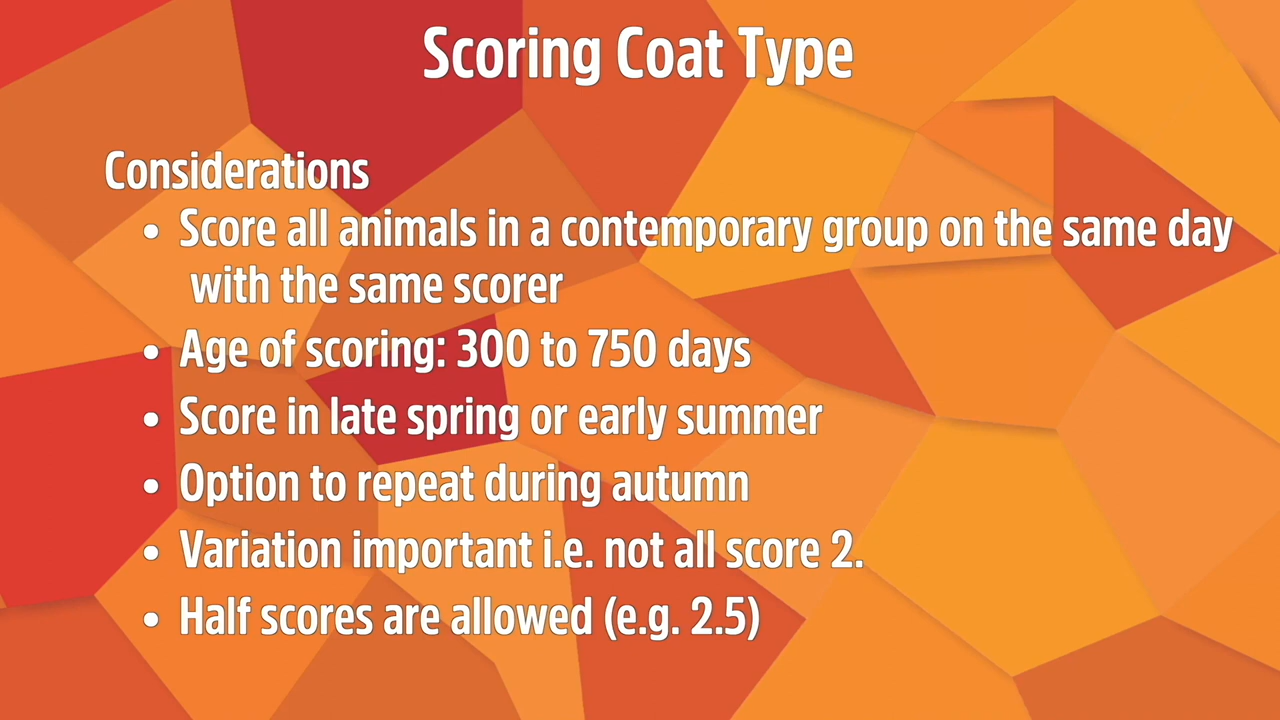 Scoring Coat Type
Considerations
• Score all animals in a contemporary group on the same day
with the same scorer
• Age of scoring: 300 to 750 days
• Score in late spring or early summer
• Option to repeat during autumn
• Variation important i.e. not all score 2.
• Half scores are allowed (e.g. 2.5)